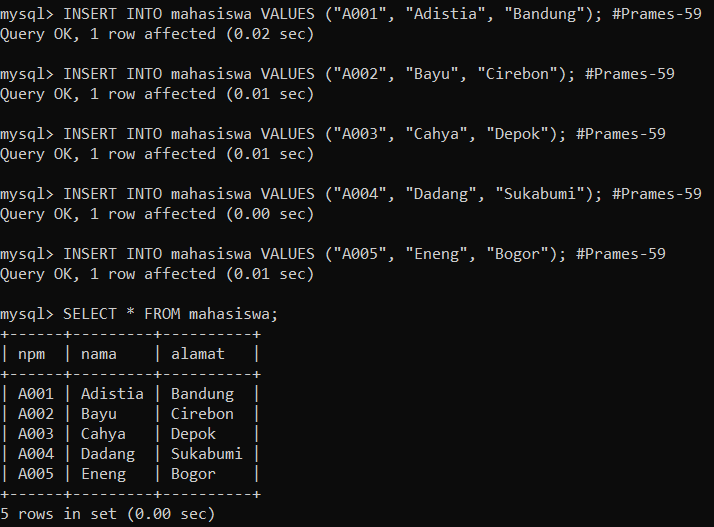 mysql> INSERT INTO mahasiswa VALUES ("A001", "Adistia", "Bandung"); #Prames-59
Query OK, 1 row affected (0.02 sec)

mysql> INSERT INTO mahasiswa VALUES ("A002", "Bayu", "Cirebon"); #Prames-59
Query OK, 1 row affected (0.01 sec)

mysql> INSERT INTO mahasiswa VALUES ("A003", "Cahya", "Depok"); #Prames-59
Query OK, 1 row affected (0.01 sec)

mysql> INSERT INTO mahasiswa VALUES ("A004", "Dadang", "Sukabumi"); #Prames-59
Query OK, 1 row affected (0.00 sec)

mysql> INSERT INTO mahasiswa VALUES ("A005", "Eneng", "Bogor"); #Prames-59
Query OK, 1 row affected (0.01 sec)

mysql> SELECT * FROM mahasiswa;
+------+---------+----------+
| npm  | nama    | alamat   |
+------+---------+----------+
| A001 | Adistia | Bandung  |
| A002 | Bayu    | Cirebon  |
| A003 | Cahya   | Depok    |
| A004 | Dadang  | Sukabumi |
| A005 | Eneng   | Bogor    |
+------+---------+----------+
5 rows in set (0.00 sec)